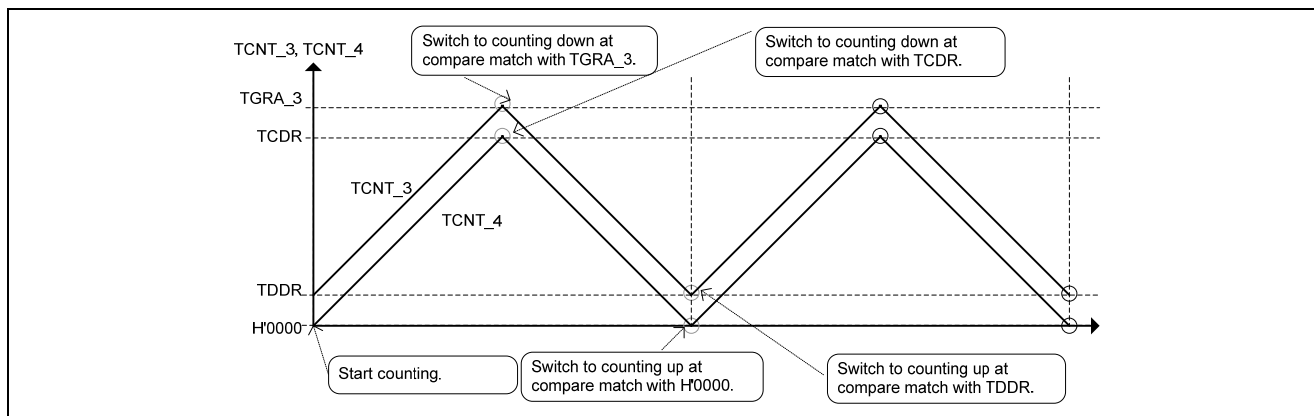 TCNT_3, TCNT_4
Switch to counting down at
compare match with TGRA_3.
Switch to counting down at
compare match with TCDR.
TGRA_3
TCDR
TCNT_3
TCNT_4
TDDR
H'0000
Start counting.
Switch to counting up at
compare match with H'0000.
Switch to counting up at
compare match with TDDR.